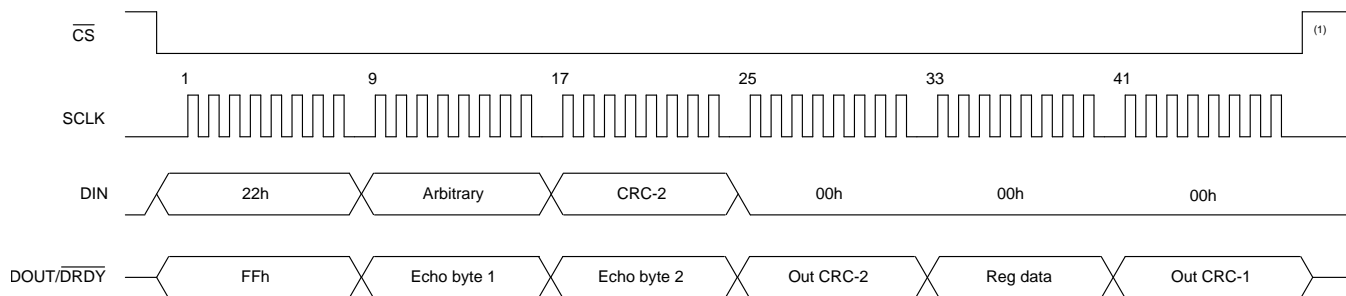 CS
(1)
1 9 17 25 33 41
SCLK
DIN 22h Arbitrary CRC-2 00h 00h 00h
DOUT/DRDY FFh Echo byte 1 Echo byte 2 Out CRC-2 Reg data Out CRC-1